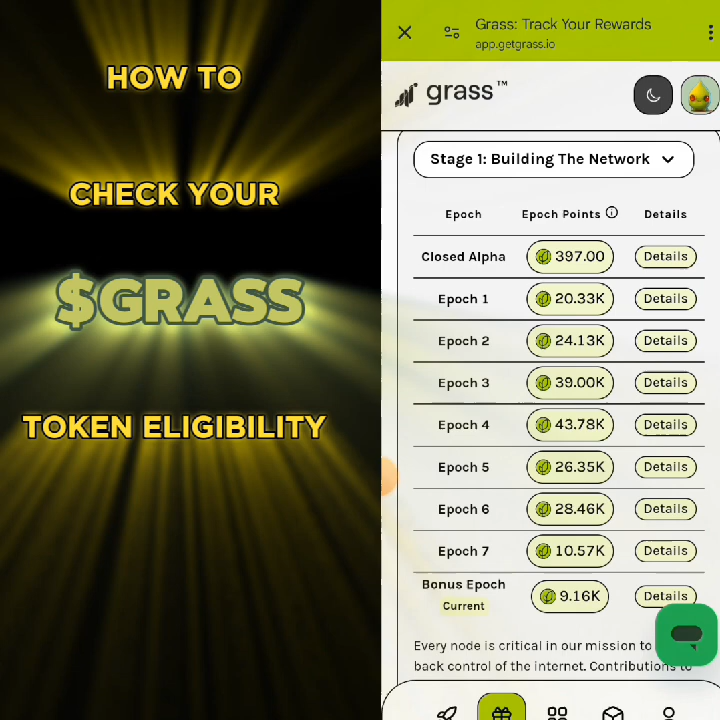 HOW TO
CHECK YOUR
$GRASS
TOKEN ELIGIBILITY
Grass: Track Your Rewards
app.getgrass.io
grass™
Stage 1: Building The Network
Epoch Epoch Points Details
Closed Alpha 397.00 Details
Epoch 1 20.33K Details
Epoch 2 24.13K Details
Epoch 3 39.00K Details
Epoch 4 43.78K Details
Epoch 5 26.35K Details
Epoch 6 28.46K Details
Epoch 7 10.57K Details
Bonus Epoch 9.16K Details
Current
Every node is critical in our mission to
back control of the internet. Contributions to